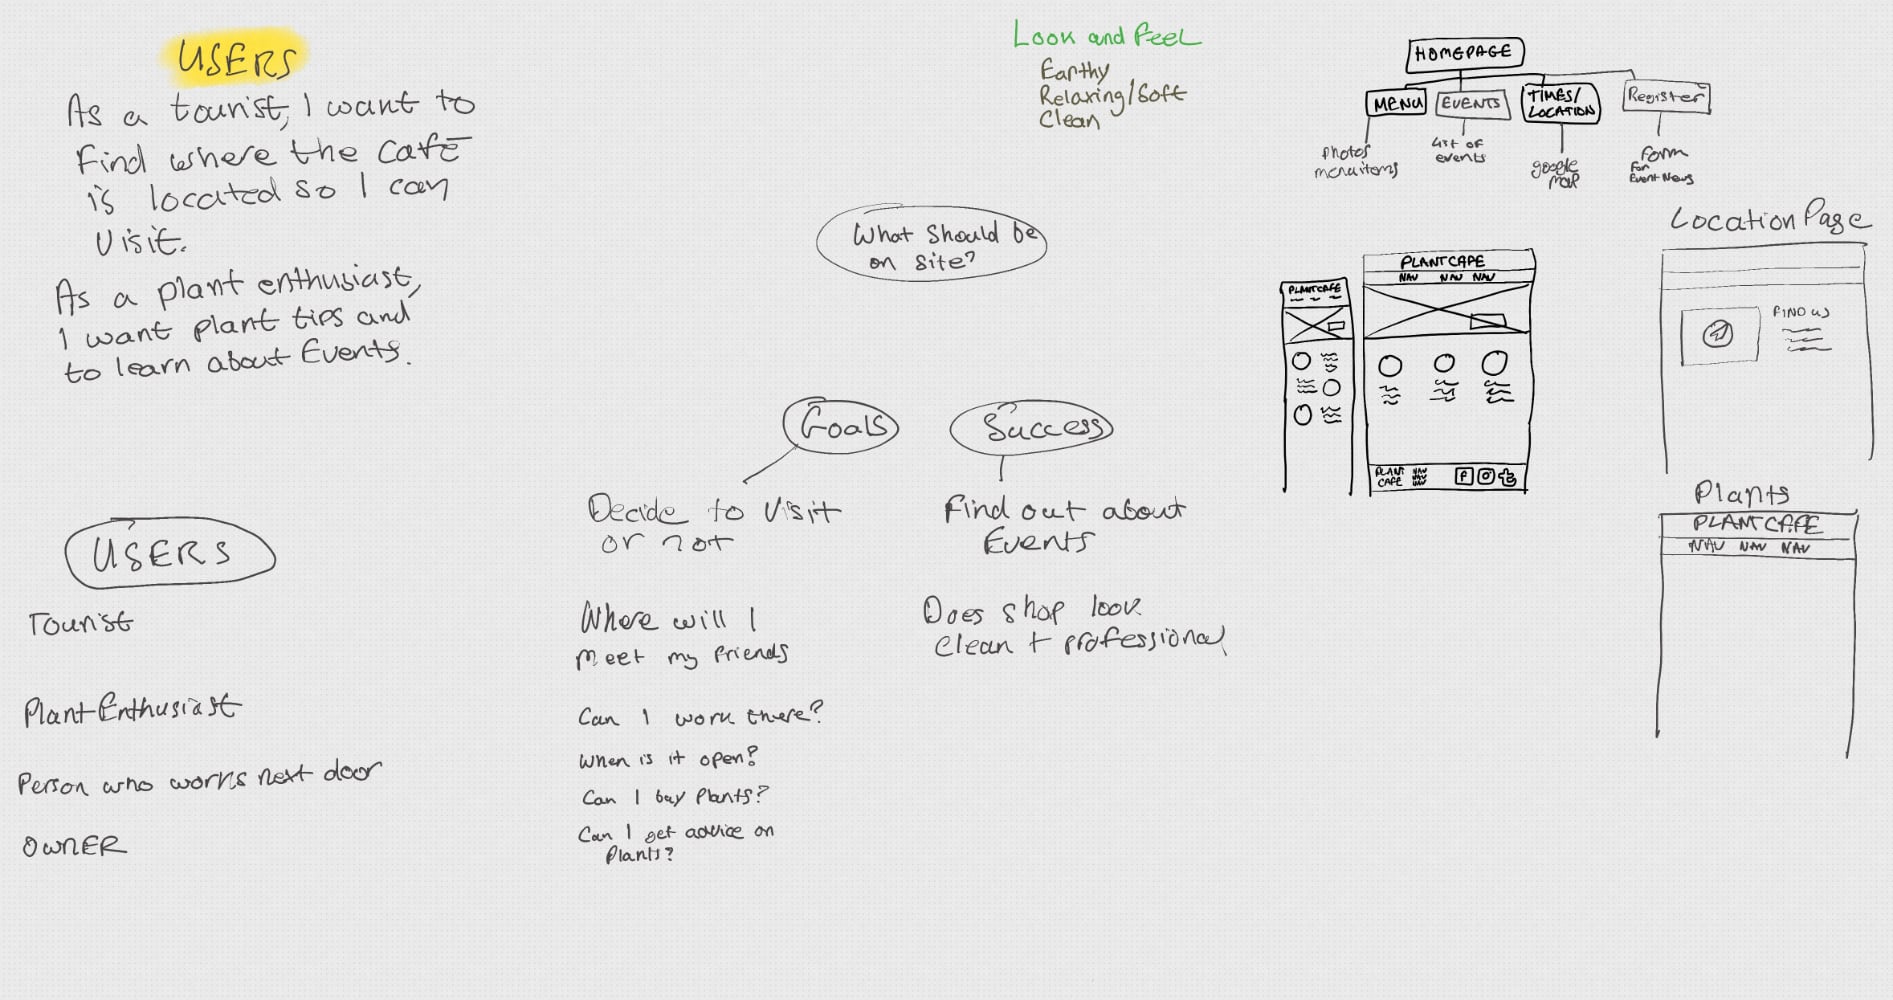 USERS
As a tourist, I want to
find where the café
is located so I can
visit.
As a plant enthusiast,
I want plant tips and
to learn about Events.
USERS
Tourist
Plant Enthusiast
Person who works next door
OWNER
Look and feel
Earthy
Relaxing/Soft
Clean
What should be
on site?
Goals
Decide to visit
or not
Where will I
meet my friends
Can I work there?
When is it open?
Can I buy plants?
Can I get advice on
plants?
Success
Find out about
Events
Does shop look
clean + professional
HOMEPAGE
MENU
EVENTS
TIMES/
LOCATION
Register
photos
menu items
list of
events
google
map
form
for
Event News
PLANTCAFE
PLANTCAFE
NAV NAV NAV
PLANT
CAFE
NAV
NAV
NAV
f
t
Location Page
FIND US
Plants
PLANTCAFE
NAV NAV NAV